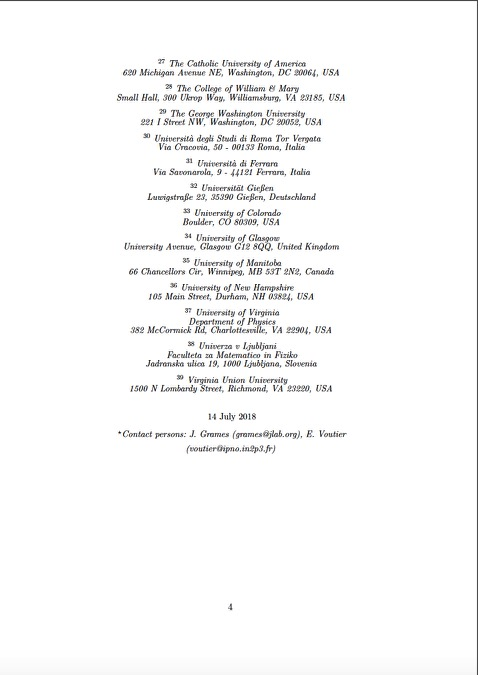 27 The Catholic University of America
620 Michigan Avenue NE, Washington, DC 20064, USA
28 The College of William & Mary
Small Hall, 300 Ukrop Way, Williamsburg, VA 23185, USA
29 The George Washington University
221 I Street NW, Washington, DC 20052, USA
30 Università degli Studi di Roma Tor Vergata
Via Cracovia, 50 - 00133 Roma, Italia
31 Università di Ferrara
Via Savonarola, 9 - 44121 Ferrara, Italia
32 Universität Gießen
Luwigstraße 23, 35390 Gießen, Deutschland
33 University of Colorado
Boulder, CO 80309, USA
34 University of Glasgow
University Avenue, Glasgow G12 8QQ, United Kingdom
35 University of Manitoba
66 Chancellors Cir, Winnipeg, MB 53T 2N2, Canada
36 University of New Hampshire
105 Main Street, Durham, NH 03824, USA
37 University of Virginia
Department of Physics
382 McCormick Rd, Charlottesville, VA 22904, USA
38 Univerza v Ljubljani
Faculteta za Matematico in Fiziko
Jadranska ulica 19, 1000 Ljubljana, Slovenia
39 Virginia Union University
1500 N Lombardy Street, Richmond, VA 23220, USA
14 July 2018
*Contact persons: J. Grames (grames@jlab.org), E. Voutier
(voutier@ipno.in2p3.fr)
4